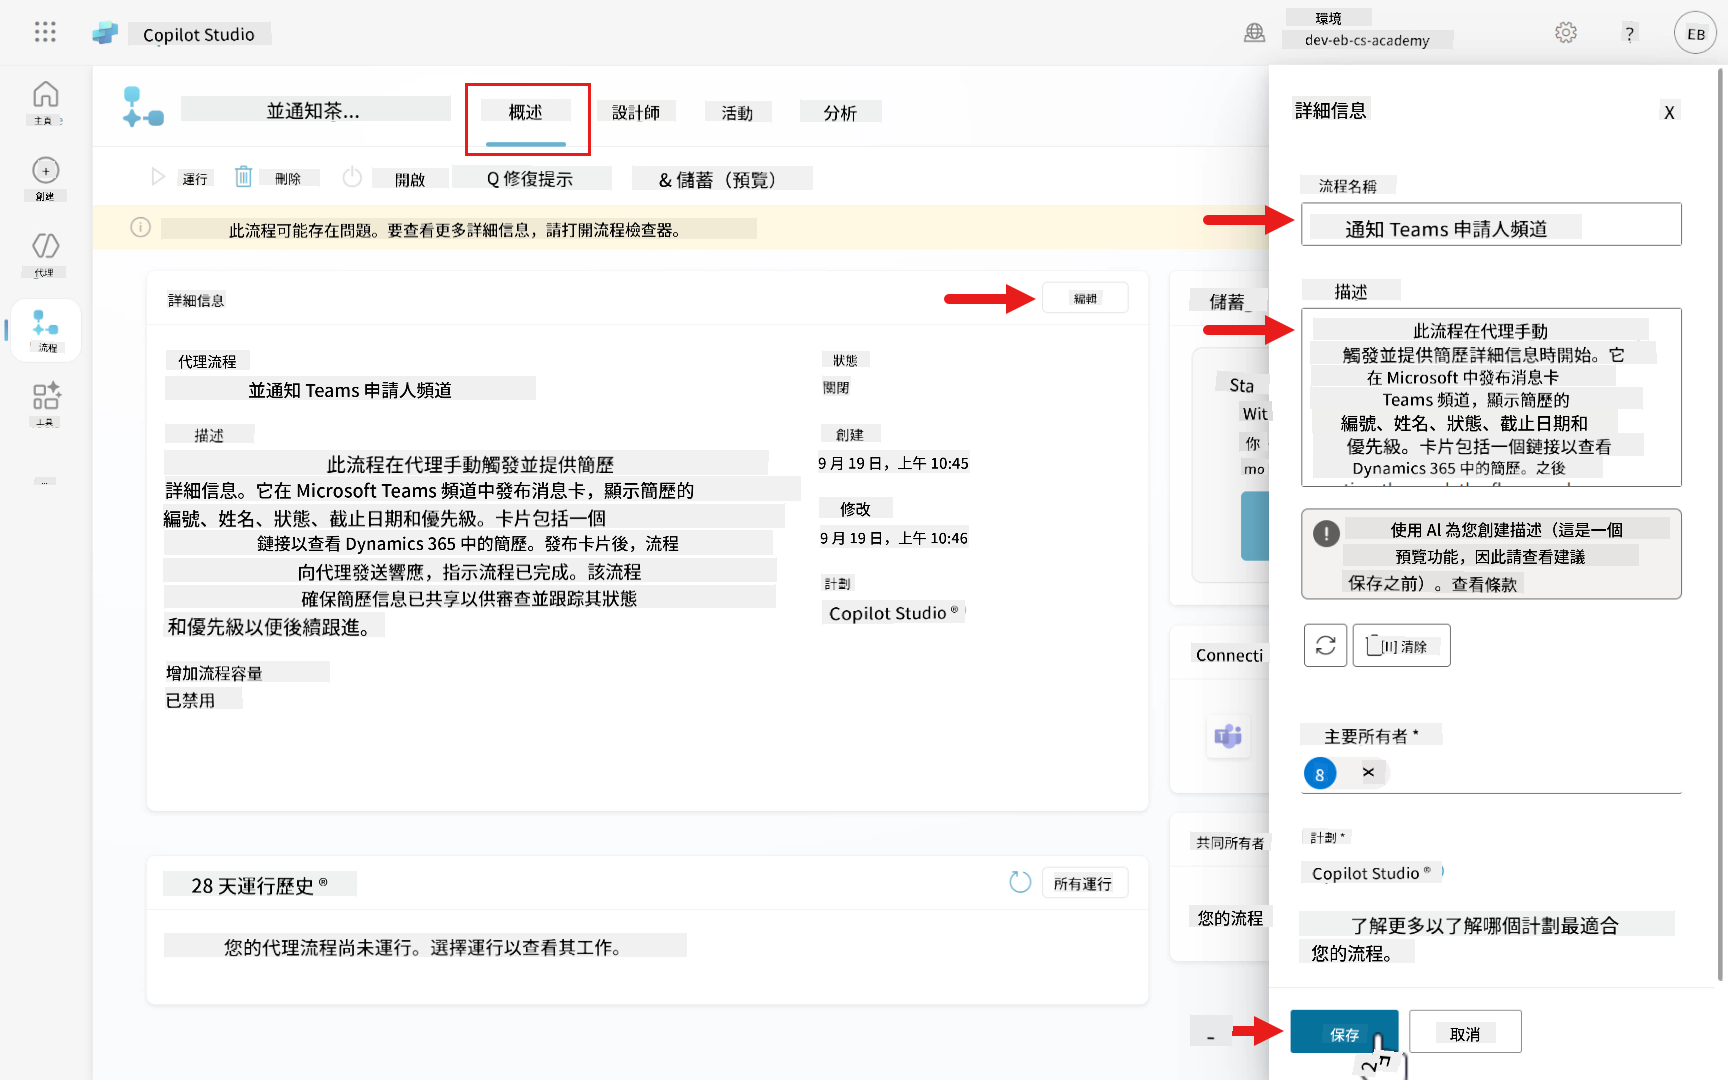 Copilot Studio
環境
dev-eb-cs-academy
?
EB
主頁
創建
代理
流程
工具
...
並通知茶...
概述
設計師
活動
分析
運行
刪除
開啟
Q 修復提示
& 儲蓄（預覽）
此流程可能存在問題。要查看更多詳細信息，請打開流程檢查器。
詳細信息
編輯
代理流程
並通知 Teams 申請人頻道
描述
此流程在代理手動觸發並提供簡歷
詳細信息。它在 Microsoft Teams 頻道中發布消息卡，顯示簡歷的
編號、姓名、狀態、截止日期和優先級。卡片包括一個
鏈接以查看 Dynamics 365 中的簡歷。發布卡片後，流程
向代理發送響應，指示流程已完成。該流程
確保簡歷信息已共享以供審查並跟踪其狀態
和優先級以便後續跟進。
增加流程容量
已禁用
狀態
關閉
創建
9 月 19 日，上午 10:45
修改
9 月 19 日，上午 10:46
計劃
Copilot Studio ®
28 天運行歷史 ®
所有運行
您的代理流程尚未運行。選擇運行以查看其工作。
儲蓄_
Sta
Wit
你
mo
Connecti
共同所有者
您的流程
-
詳細信息
X
流程名稱
通知 Teams 申請人頻道
描述
此流程在代理手動
觸發並提供簡歷詳細信息時開始。它
在 Microsoft 中發布消息卡
Teams 頻道，顯示簡歷的
編號、姓名、狀態、截止日期和
優先級。卡片包括一個鏈接以查看
Dynamics 365 中的簡歷。之後
使用 AI 為您創建描述（這是一個
預覽功能，因此請查看建議
保存之前）。查看條款
[II] 清除
主要所有者 *
8
×
計劃 *
Copilot Studio ®
了解更多以了解哪個計劃最適合
您的流程。
保存
取消